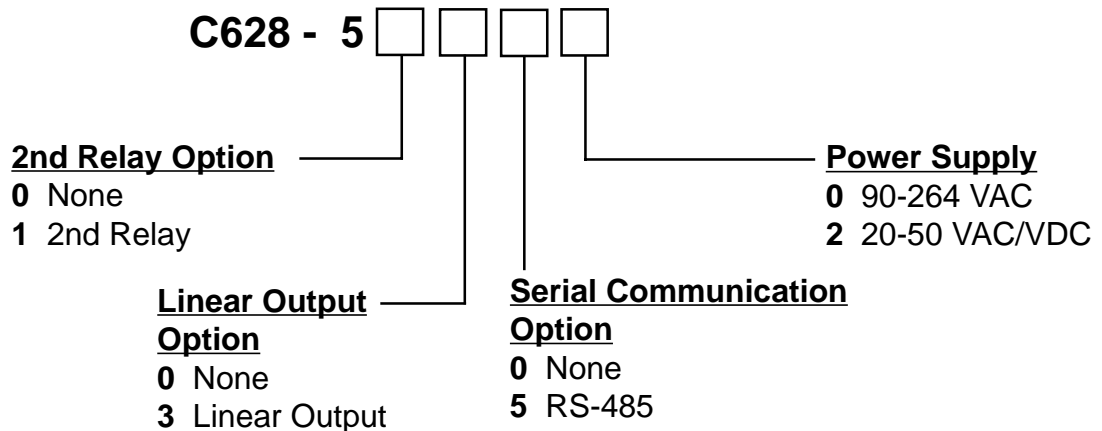 C628 - 5
2nd Relay Option
0 None
1 2nd Relay
Power Supply
0 90-264 VAC
2 20-50 VAC/VDC
Linear Output
Option
0 None
3 Linear Output
Serial Communication
Option
0 None
5 RS-485